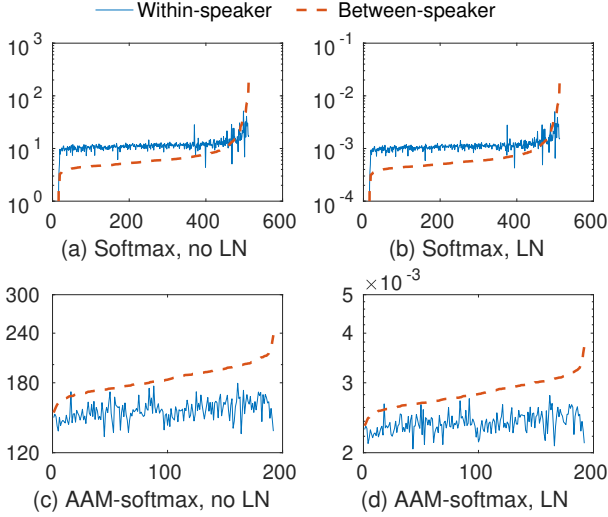 Within-speaker Between-speaker
10^3 10^-1
10^2 10^-2
10^1 10^-3
10^0 10^-4
0 200 400 600 0 200 400 600
(a) Softmax, no LN (b) Softmax, LN
× 10^-3
300 5
240 4
180 3
120 2
0 100 200 0 100 200
(c) AAM-softmax, no LN (d) AAM-softmax, LN